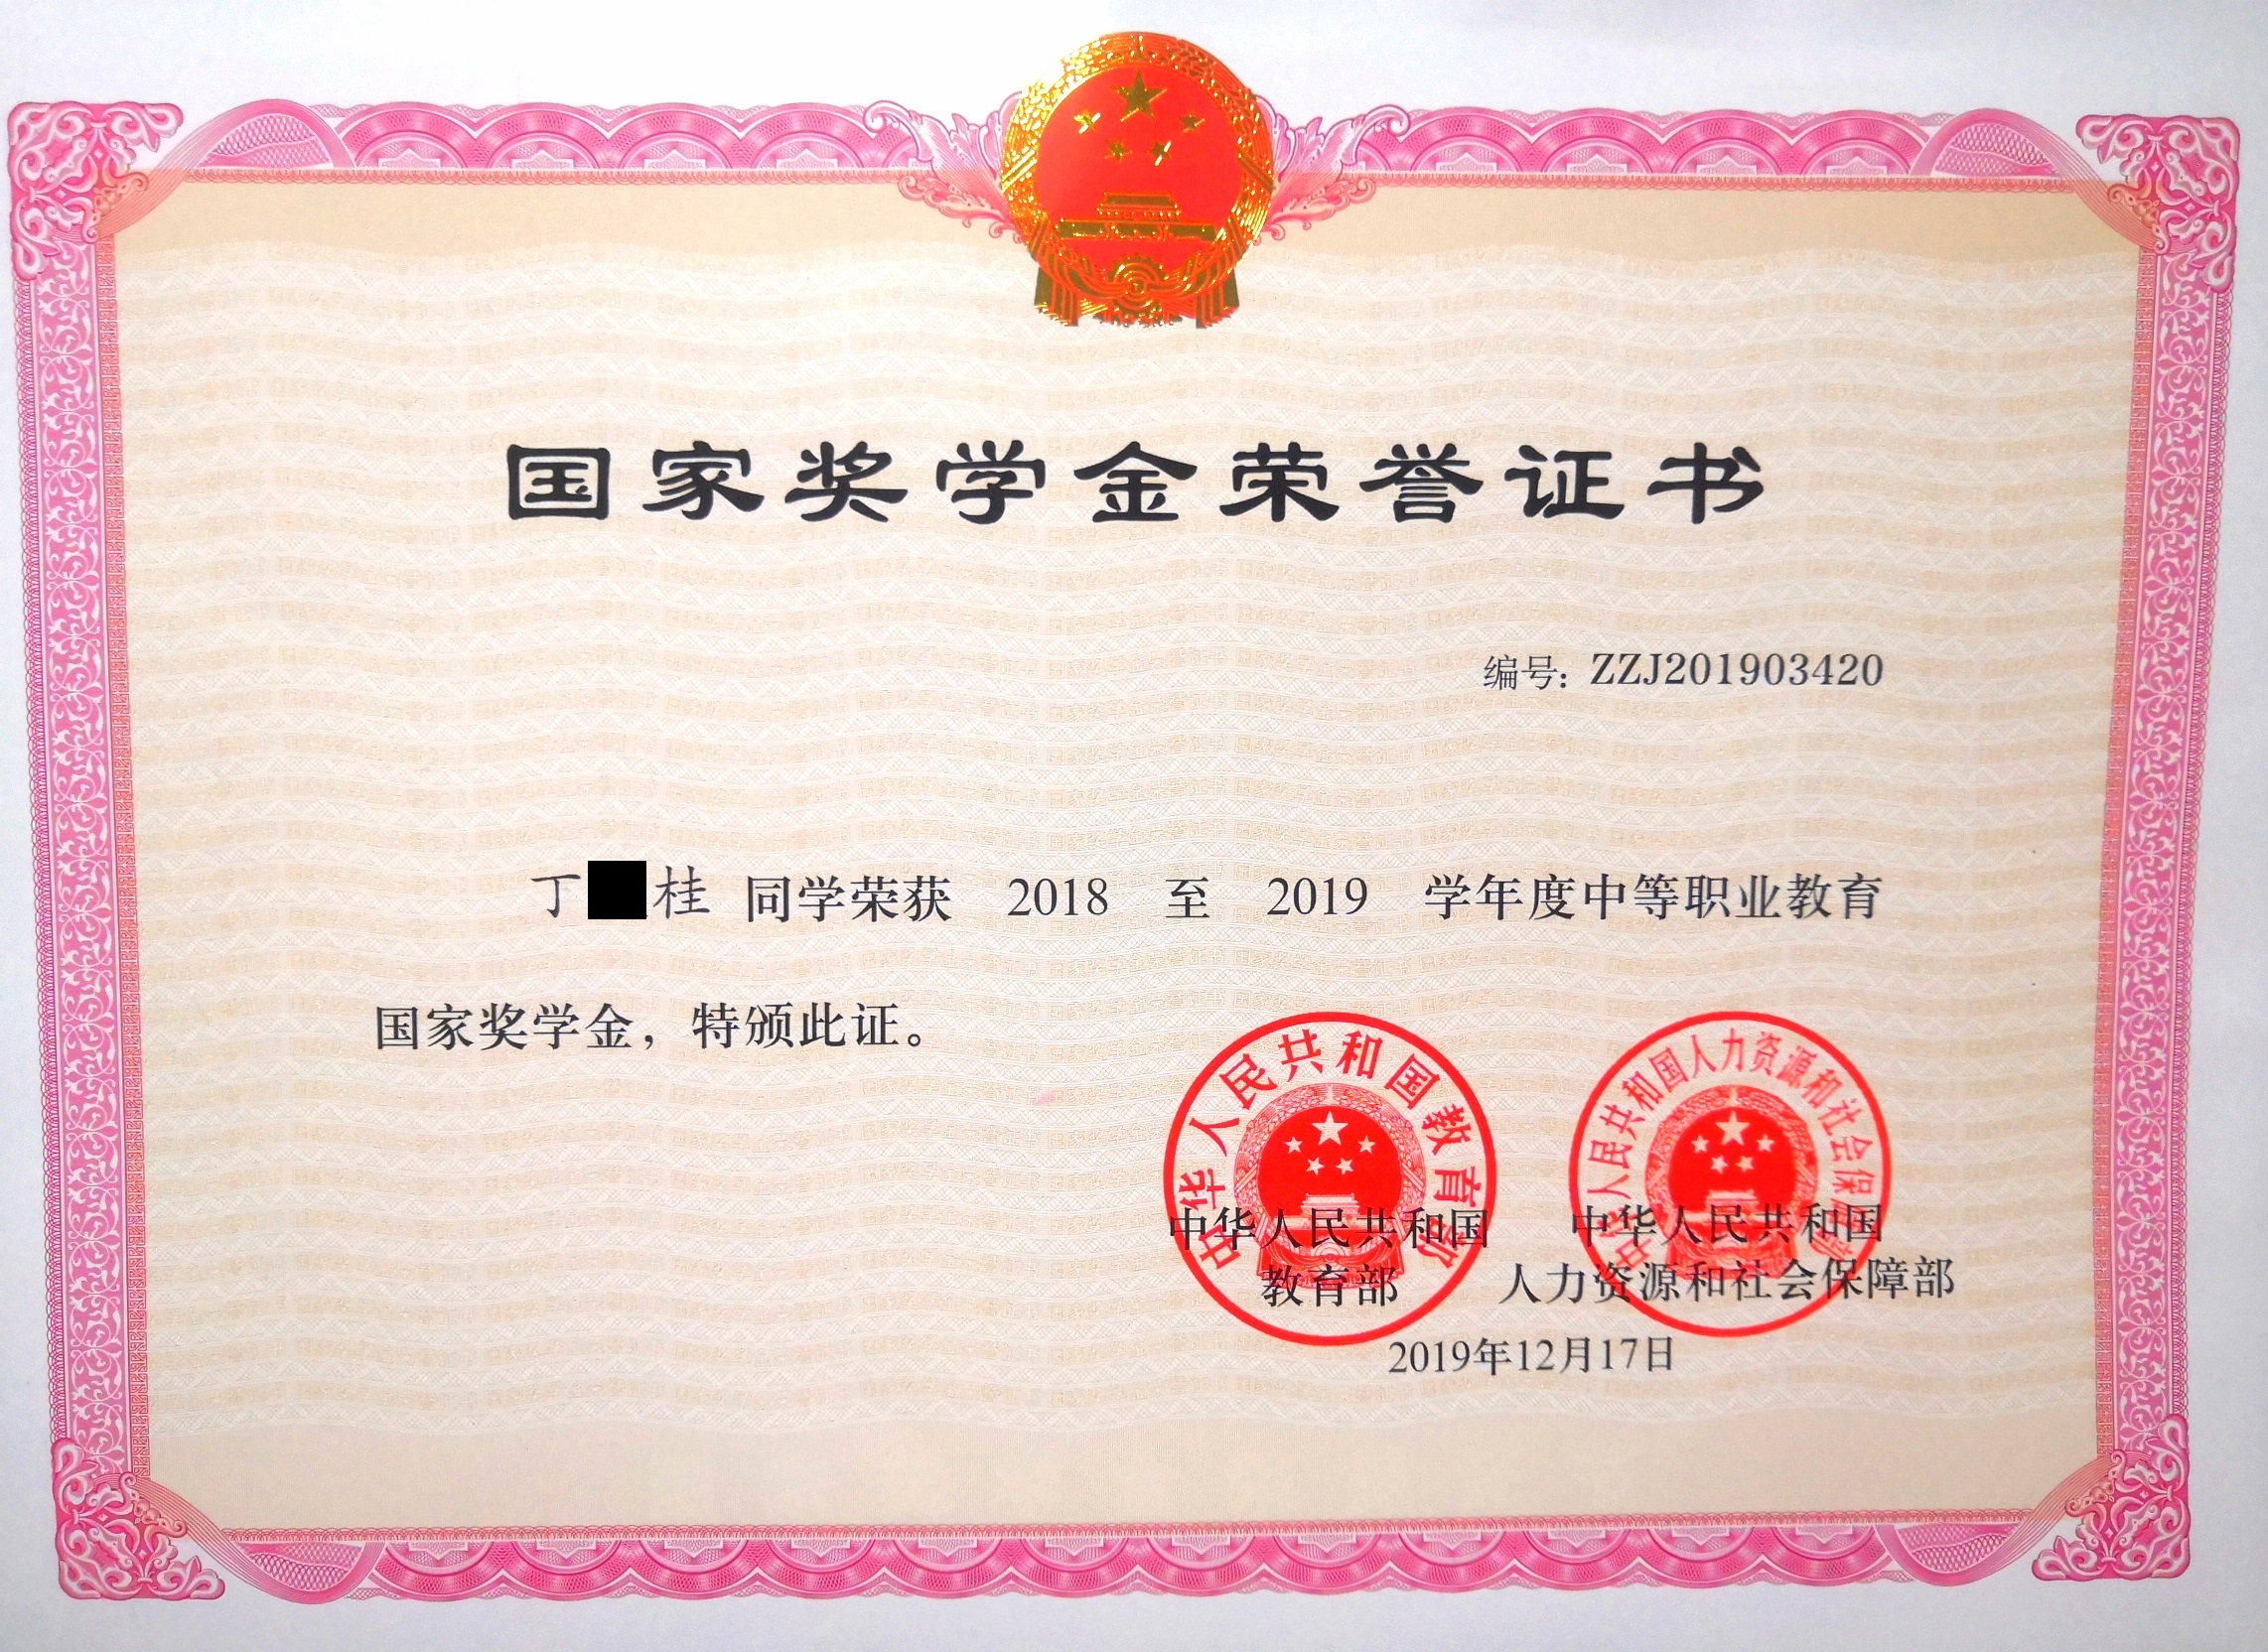 国家奖学金荣誉证书
编号：ZZJ201903420
丁 桂 同学荣获 2018 至 2019 学年度中等职业教育
国家奖学金，特颁此证。
中华人民共和国教育部
中华人民共和国人力资源和社会保障部
中华人民共和国 中华人民共和国
教育部 人力资源和社会保障部
2019年12月17日